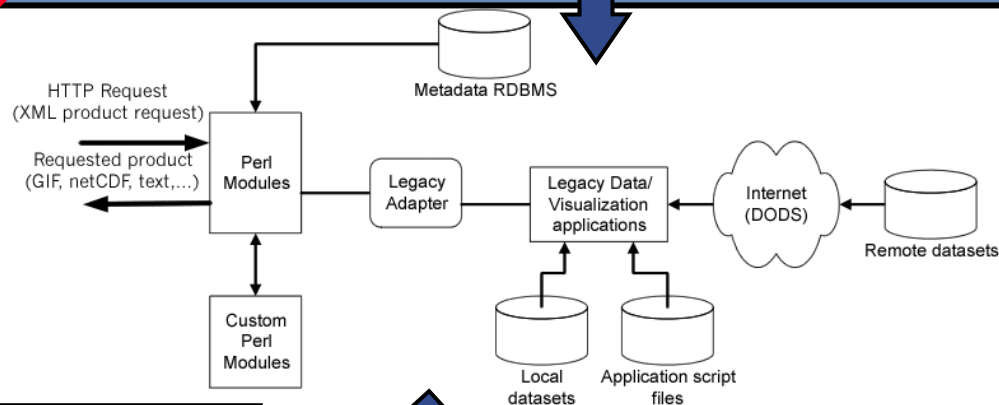 Metadata RDBMS
HTTP Request
(XML product request)
Requested product
(GIF, netCDF, text,...)
Perl
Modules
Legacy
Adapter
Legacy Data/
Visualization
applications
Internet
(DODS)
Remote datasets
Custom
Perl
Modules
Local
datasets
Application script
files